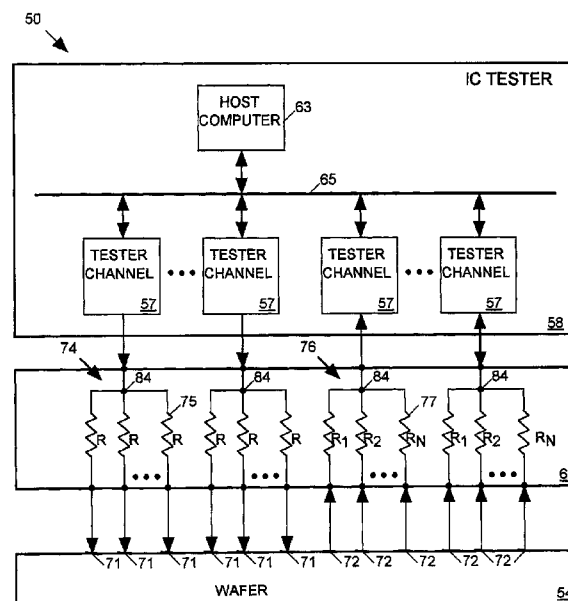 50
IC TESTER
HOST
COMPUTER
63
65
TESTER
CHANNEL
57
TESTER
CHANNEL
57
TESTER
CHANNEL
57
TESTER
CHANNEL
57
58
74
76
84
84
84
84
75
77
R
R
R
R
R
R
R1
R2
RN
R1
R2
RN
6
71
71
71
71
71
71
72
72
72
72
72
72
WAFER
54